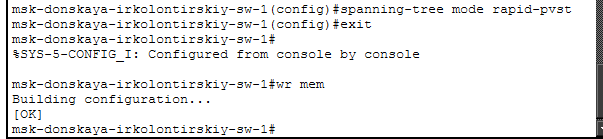 msk-donskaya-irkolontirskiy-sw-1(config)#spanning-tree mode rapid-pvst
msk-donskaya-irkolontirskiy-sw-1(config)#exit
msk-donskaya-irkolontirskiy-sw-1#
%SYS-5-CONFIG_I: Configured from console by console

msk-donskaya-irkolontirskiy-sw-1#wr mem
Building configuration...
[OK]
msk-donskaya-irkolontirskiy-sw-1#